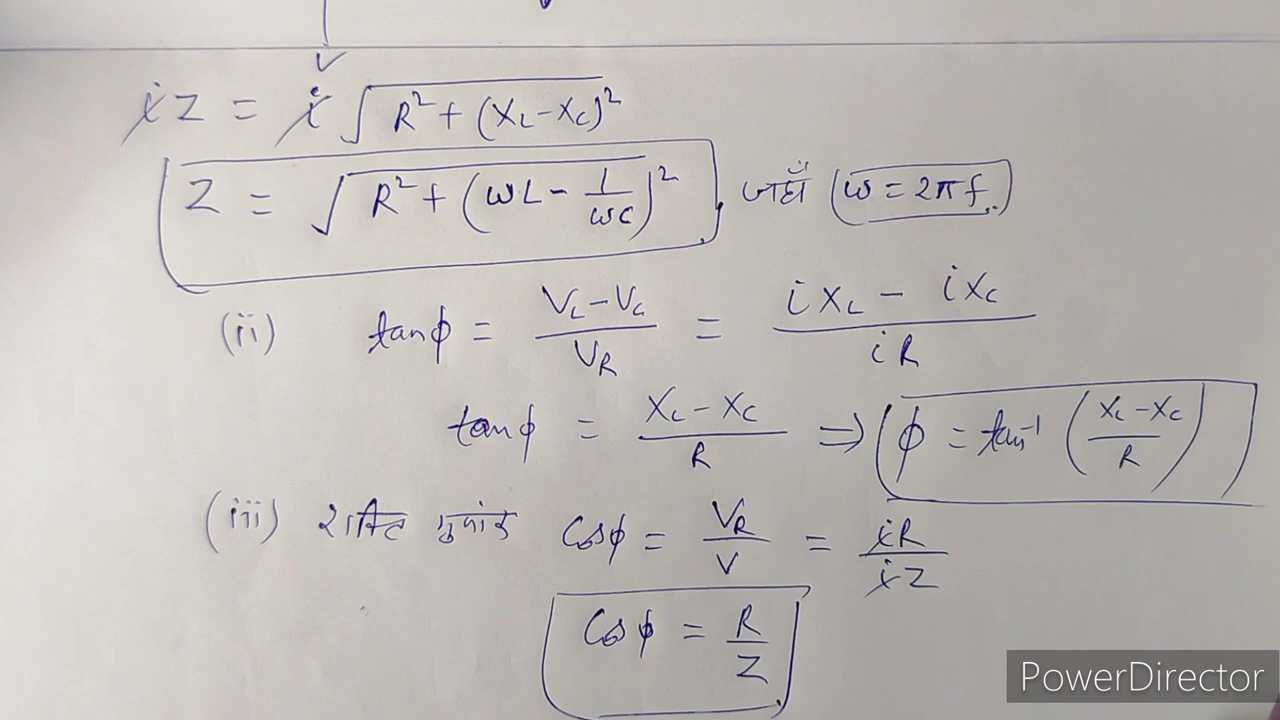 iZ = i√(R² + (X_L - X_C)²)
Z = √(R² + (ωL - 1/ωC)²), जहाँ (ω = 2πf)
(ii) tanφ = (V_L - V_C)/V_R = (iX_L - iX_C)/iR
tanφ = (X_L - X_C)/R ⇒ φ = tan⁻¹((X_L - X_C)/R)
(iii) शक्ति गुणांक Cosφ = V_R/V = iR/iZ
Cosφ = R/Z
PowerDirector